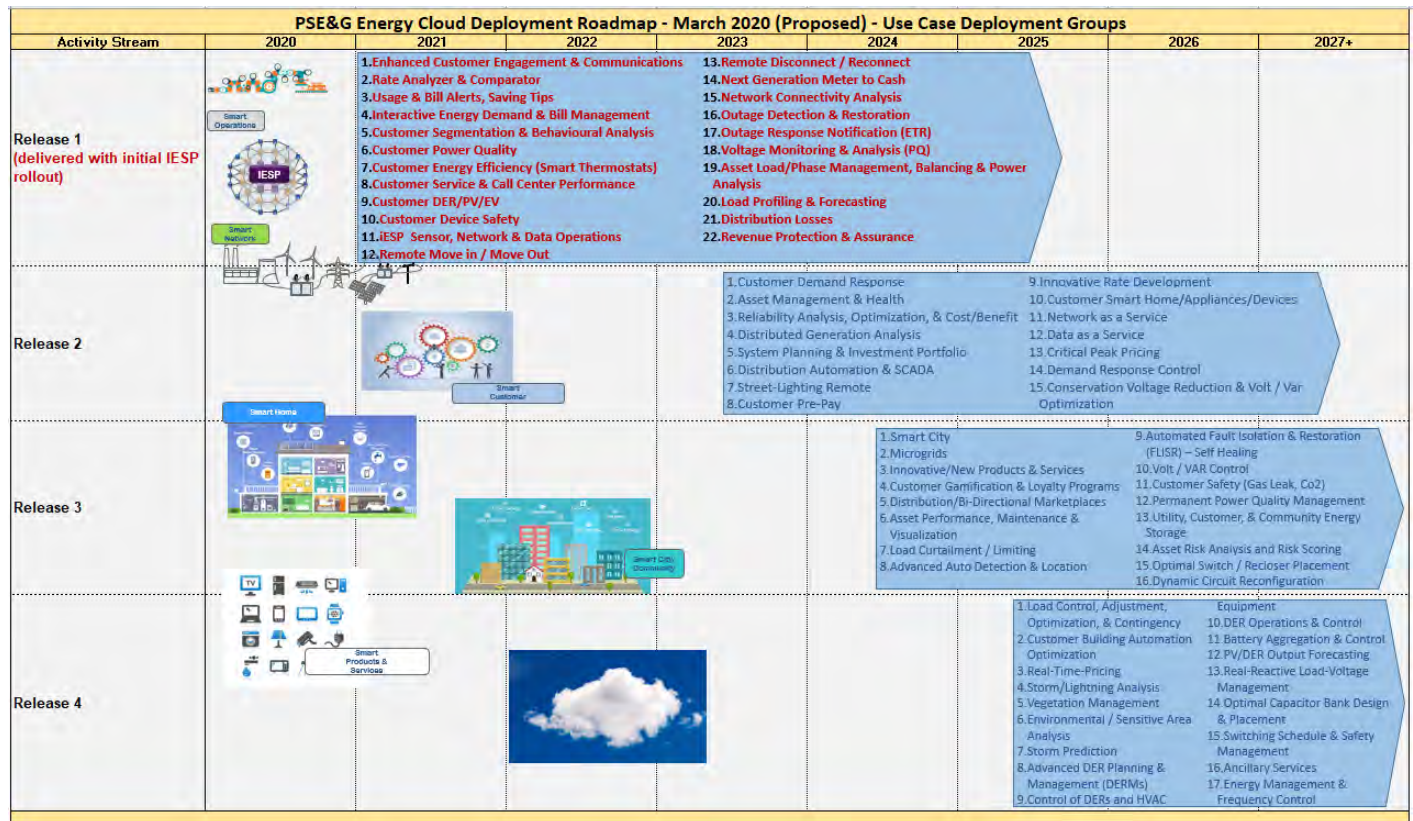 PSE&G Energy Cloud Deployment Roadmap - March 2020 (Proposed) - Use Case Deployment Groups
Activity Stream 2020 2021 2022 2023 2024 2025 2026 2027+
Release 1
(delivered with initial IESP
rollout)
Smart
Operations
IESP
Smart
Network
1.Enhanced Customer Engagement & Communications
2.Rate Analyzer & Comparator
3.Usage & Bill Alerts, Saving Tips
4.Interactive Energy Demand & Bill Management
5.Customer Segmentation & Behavioural Analysis
6.Customer Power Quality
7.Customer Energy Efficiency (Smart Thermostats)
8.Customer Service & Call Center Performance
9.Customer DER/PV/EV
10.Customer Device Safety
11.iESP Sensor, Network & Data Operations
12.Remote Move in / Move Out
13.Remote Disconnect / Reconnect
14.Next Generation Meter to Cash
15.Network Connectivity Analysis
16.Outage Detection & Restoration
17.Outage Response Notification (ETR)
18.Voltage Monitoring & Analysis (PQ)
19.Asset Load/Phase Management, Balancing & Power
Analysis
20.Load Profiling & Forecasting
21.Distribution Losses
22.Revenue Protection & Assurance
Release 2
Smart
Customer
1.Customer Demand Response
2.Asset Management & Health
3.Reliability Analysis, Optimization, & Cost/Benefit
4.Distributed Generation Analysis
5.System Planning & Investment Portfolio
6.Distribution Automation & SCADA
7.Street-Lighting Remote
8.Customer Pre-Pay
9.Innovative Rate Development
10.Customer Smart Home/Appliances/Devices
11.Network as a Service
12.Data as a Service
13.Critical Peak Pricing
14.Demand Response Control
15.Conservation Voltage Reduction & Volt / Var
Optimization
Release 3
Smart Home
Smart City
Community
1.Smart City
2.Microgrids
3.Innovative/New Products & Services
4.Customer Gamification & Loyalty Programs
5.Distribution/Bi-Directional Marketplaces
6.Asset Performance, Maintenance &
Visualization
7.Load Curtailment / Limiting
8.Advanced Auto Detection & Location
9.Automated Fault Isolation & Restoration
(FLISR) – Self Healing
10.Volt / VAR Control
11.Customer Safety (Gas Leak, Co2)
12.Permanent Power Quality Management
13.Utility, Customer, & Community Energy
Storage
14.Asset Risk Analysis and Risk Scoring
15.Optimal Switch / Recloser Placement
16.Dynamic Circuit Reconfiguration
Release 4
TV
Smart
Products &
Services
1.Load Control, Adjustment,
Optimization, & Contingency
2.Customer Building Automation
Optimization
3.Real-Time-Pricing
4.Storm/Lightning Analysis
5.Vegetation Management
6.Environmental / Sensitive Area
Analysis
7.Storm Prediction
8.Advanced DER Planning &
Management (DERMs)
9.Control of DERs and HVAC
Equipment
10.DER Operations & Control
11.Battery Aggregation & Control
12.PV/DER Output Forecasting
13.Real-Reactive Load-Voltage
Management
14.Optimal Capacitor Bank Design
& Placement
15.Switching Schedule & Safety
Management
16.Ancillary Services
17.Energy Management &
Frequency Control